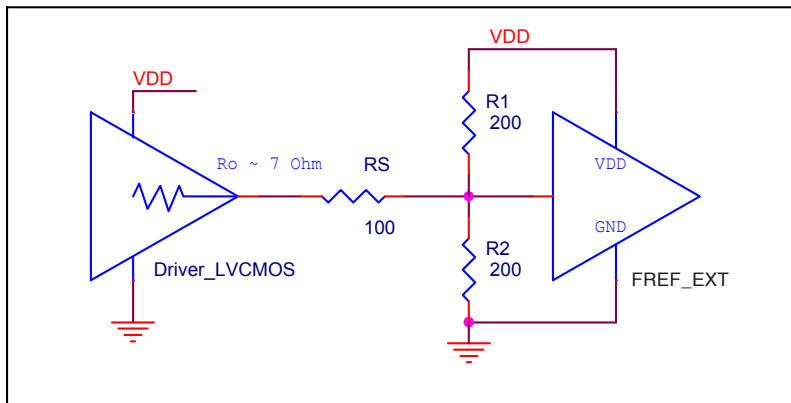 VDD
VDD
R1
200
Ro ~ 7 Ohm
RS
VDD
100
GND
R2
200
Driver_LVCMOS
FREF_EXT